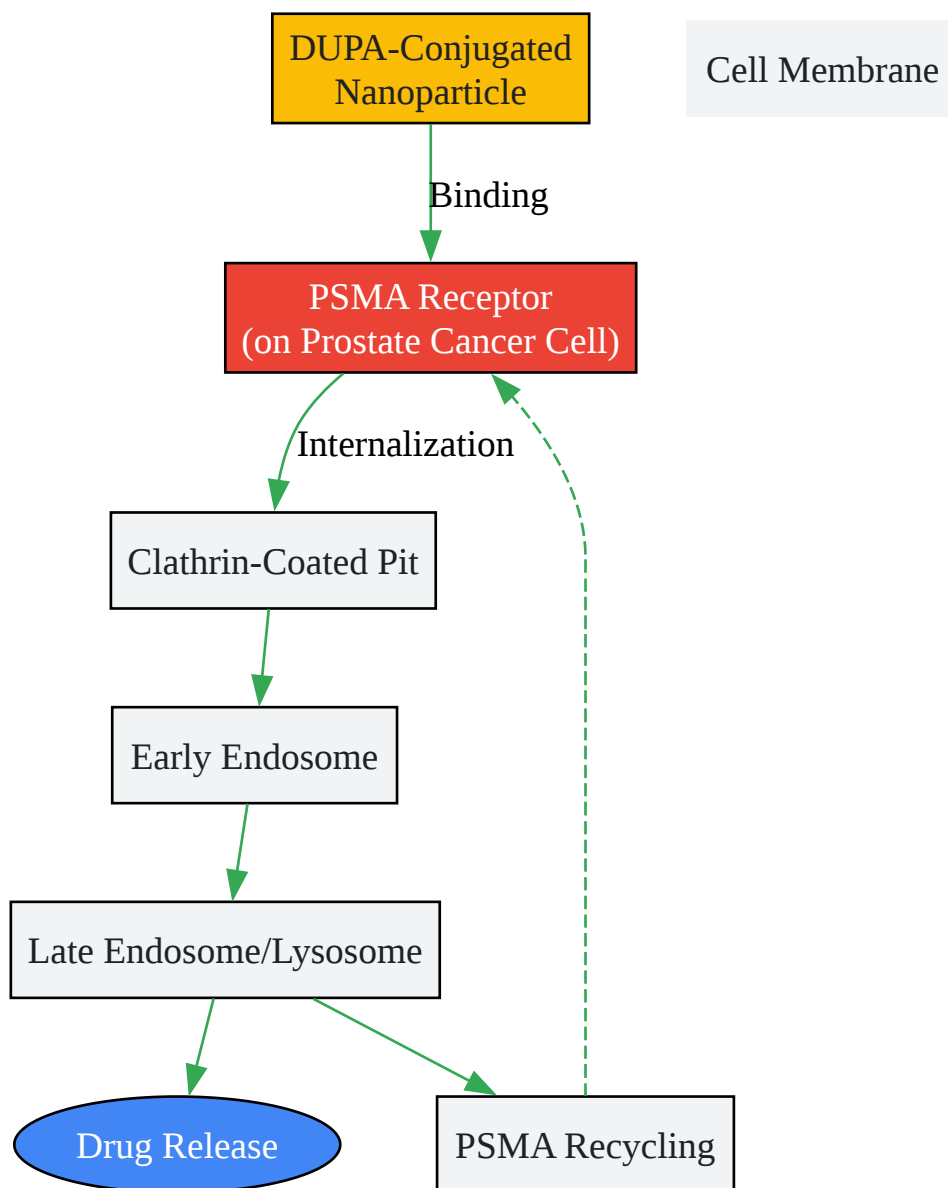 DUPA-Conjugated
Nanoparticle
Cell Membrane
Binding
PSMA Receptor
(on Prostate Cancer Cell)
Internalization
Clathrin-Coated Pit
Early Endosome
Late Endosome/Lysosome
Drug Release
PSMA Recycling